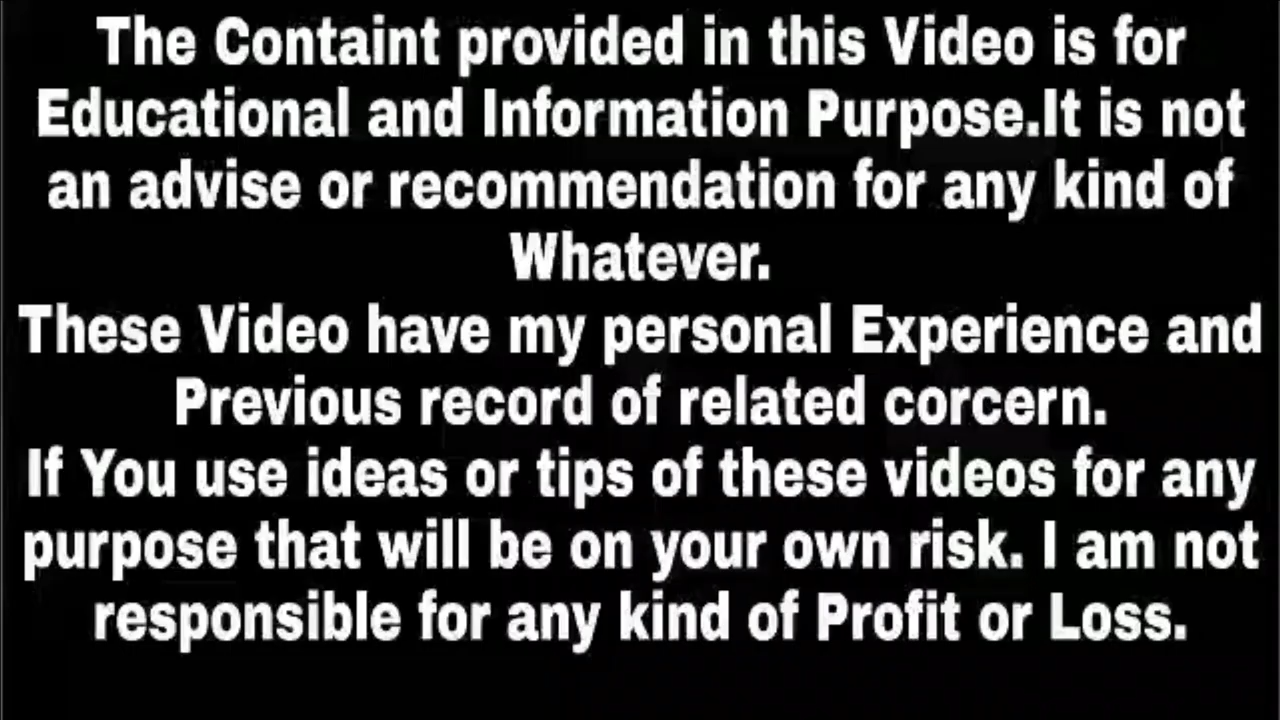 The Containt provided in this Video is for
Educational and Information Purpose.It is not
an advise or recommendation for any kind of
Whatever.
These Video have my personal Experience and
Previous record of related corcern.
If You use ideas or tips of these videos for any
purpose that will be on your own risk. I am not
responsible for any kind of Profit or Loss.